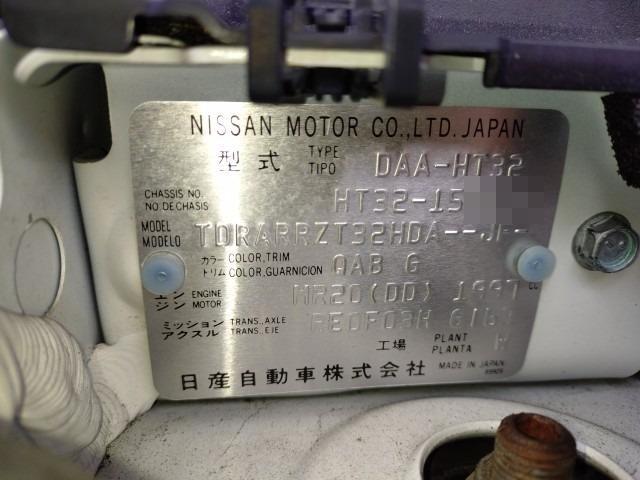 NISSAN MOTOR CO.,LTD. JAPAN
型式 TYPE TIPO DAA-HT32
CHASSIS NO. NO.DE CHASIS HT32-15
MODEL MODELO TDRARRZT32HDA--JF--
カラー COLOR,TRIM
トリム COLOR,GUARNICION QAB G
エンジン ENGINE MOTOR MR20(DD) 1997 CC
ミッション TRANS.,AXLE
アクスル TRANS.,EJE RE0F03H
工場 PLANT PLANTA
日産自動車株式会社 MADE IN JAPAN